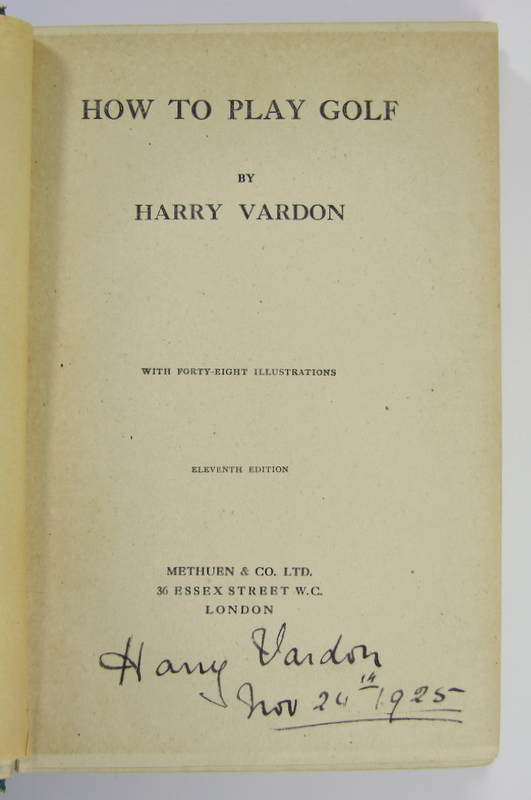 HOW TO PLAY GOLF
BY
HARRY VARDON
WITH FORTY-EIGHT ILLUSTRATIONS
ELEVENTH EDITION
METHUEN & CO. LTD.
36 ESSEX STREET W.C.
LONDON
Harry Vardon
Nov 24th 1925